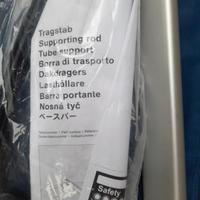 Tragstab
Supporting rod
Tube support
Barra di trasporto
Dakdragers
Lasthållare
Barra portante
Nosná tyč
ベースバー
Safety